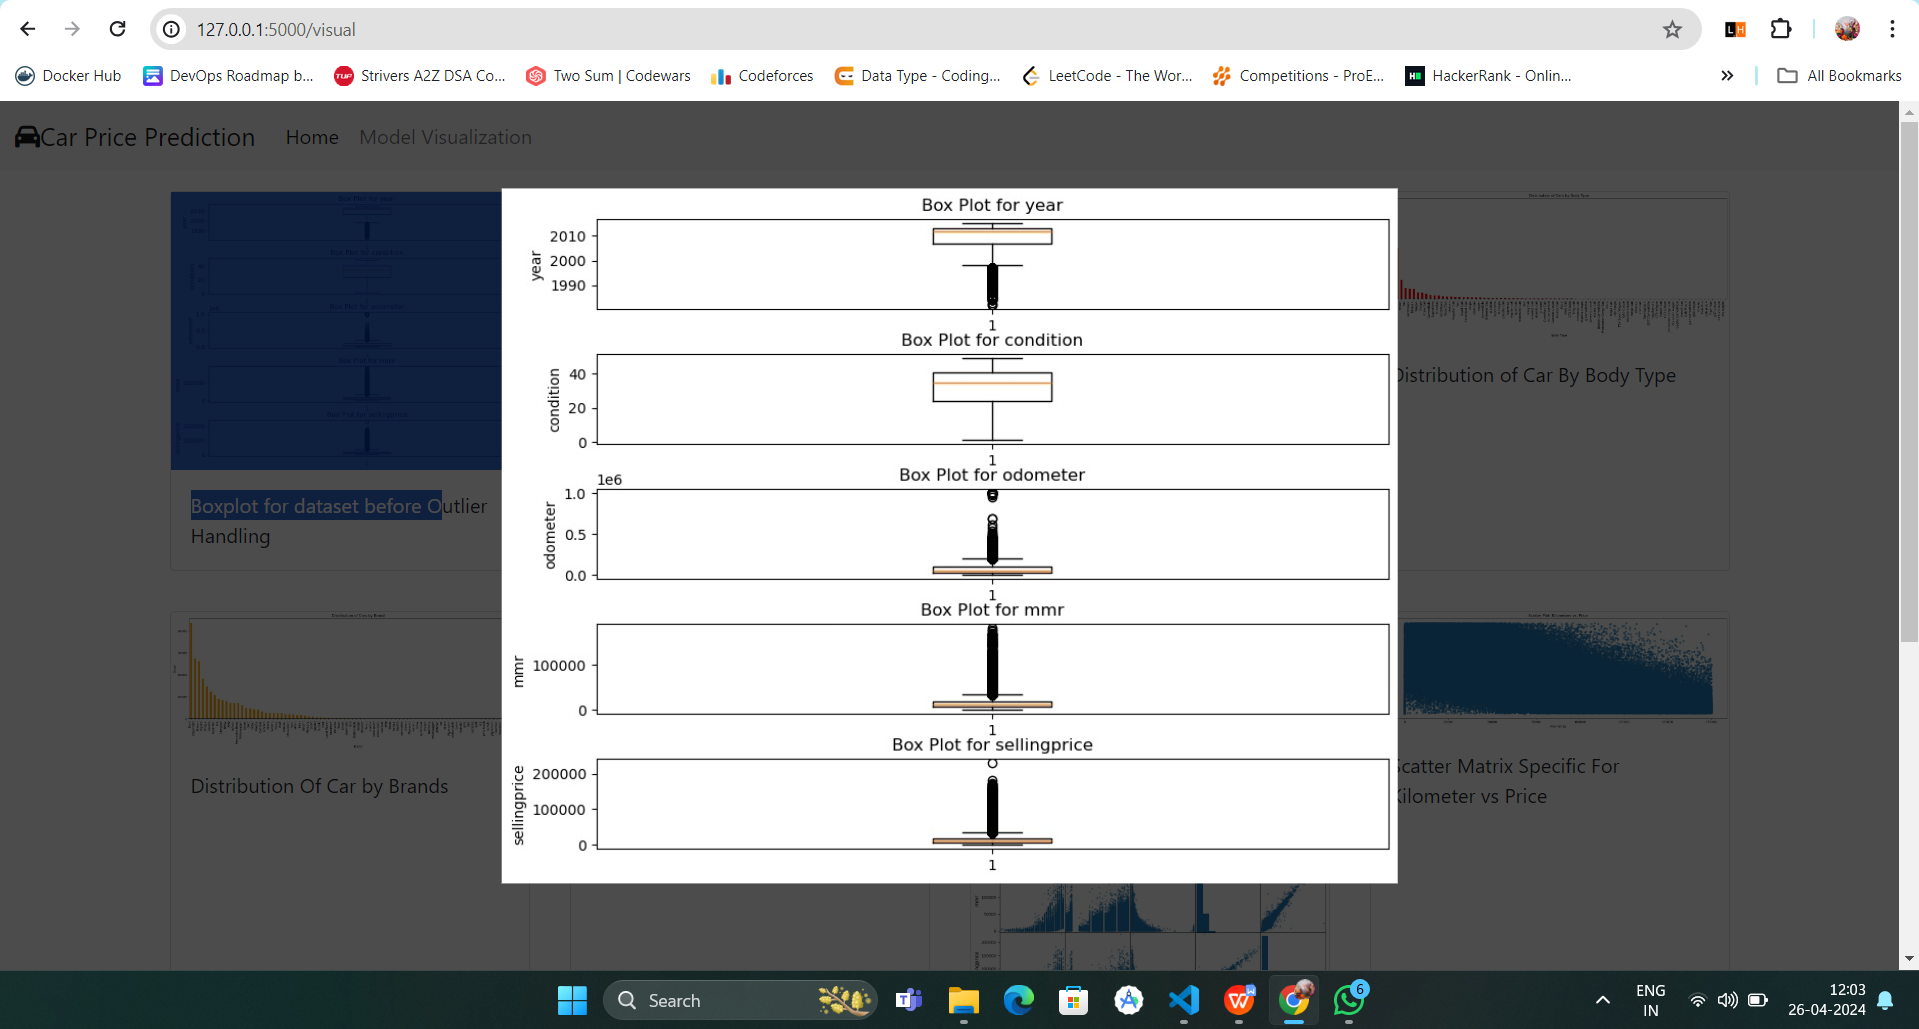 127.0.0.1:5000/visual
Docker Hub
DevOps Roadmap b...
Strivers A2Z DSA Co...
Two Sum | Codewars
Codeforces
Data Type - Coding...
LeetCode - The Wor...
Competitions - ProE...
HackerRank - Onlin...
All Bookmarks
Car Price Prediction
Home
Model Visualization
Box Plot for year
year
2010
2000
1990
1
Box Plot for condition
condition
40
20
0
1
Box Plot for odometer
1e6
odometer
1.0
0.5
0.0
1
Box Plot for mmr
mmr
100000
0
1
Box Plot for sellingprice
sellingprice
200000
100000
0
1
Boxplot for dataset before Outlier
Handling
Distribution of Car By Body Type
Distribution Of Car by Brands
Scatter Matrix Specific For
Kilometer vs Price
Search
6
ENG
IN
12:03
26-04-2024